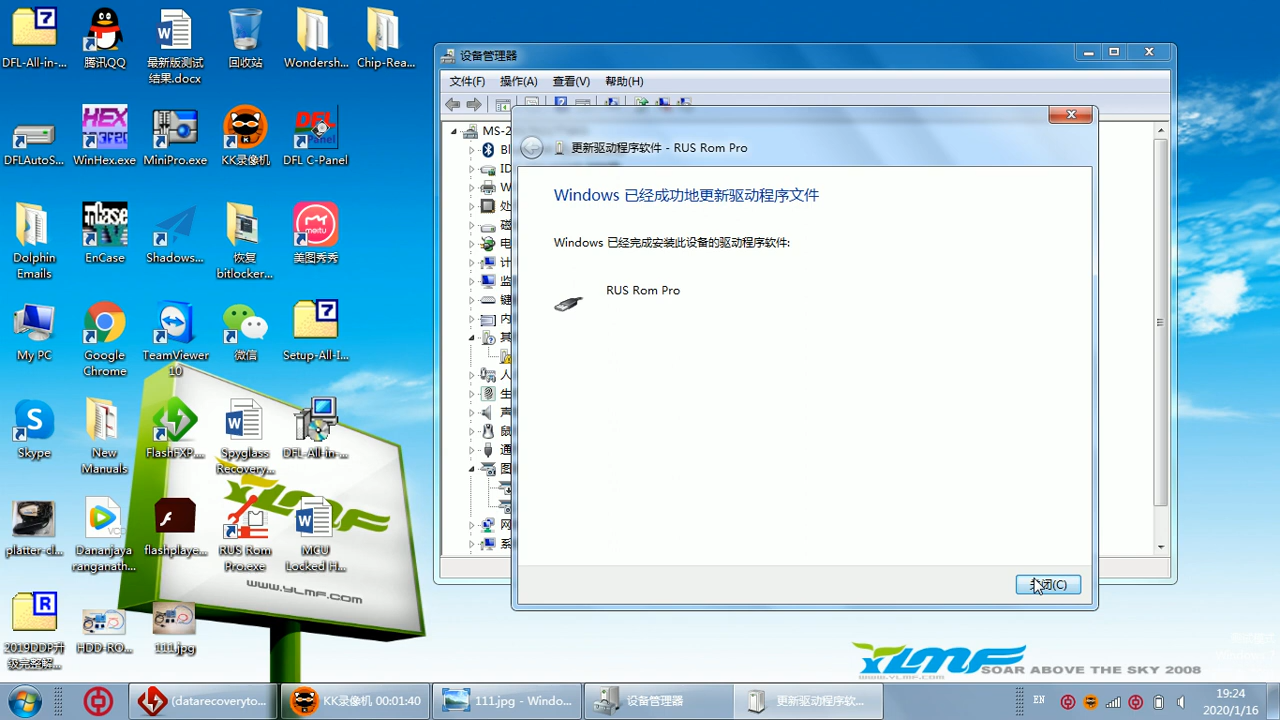 DFL-All-in-...
腾讯QQ
最新版测试
结果.docx
回收站
Wondersh...
Chip-Rea...
DFLAutoS...
WinHex.exe
MiniPro.exe
KK录像机
DFL C-Panel
Dolphin
Emails
EnCase
Shadows...
恢复
bitlocker...
美图秀秀
My PC
Google
Chrome
TeamViewer
10
微信
Setup-All-I...
Skype
New
Manuals
FlashFXP....
Spyglass
Recovery...
DFL-All-in-...
platter-d...
Dananjaya
ranganath...
flashplaye...
RUS Rom
Pro.exe
MCU
Locked H...
2019DDP升
级完整解...
HDD-RO...
111.jpg
YLMF
www.YLMF.com
设备管理器
文件(F) 操作(A) 查看(V) 帮助(H)
MS-2
更新驱动程序软件 - RUS Rom Pro
Windows 已经成功地更新驱动程序文件
Windows 已经完成安装此设备的驱动程序软件:
RUS Rom Pro
YLMF SOAR ABOVE THE SKY 2008
www.YLMF.com
(datarecoveryto...
KK录像机 00:01:40
111.jpg - Windo...
设备管理器
更新驱动程序软...
EN
19:24
2020/1/16